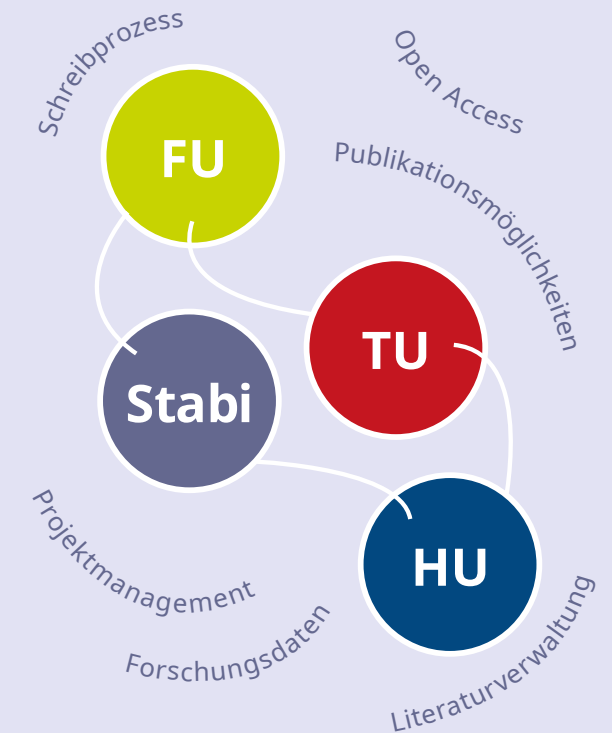 Schreibprozess
Open Access
FU
Publikationsmöglichkeiten
TU
Stabi
Projektmanagement
HU
Forschungsdaten
Literaturverwaltung